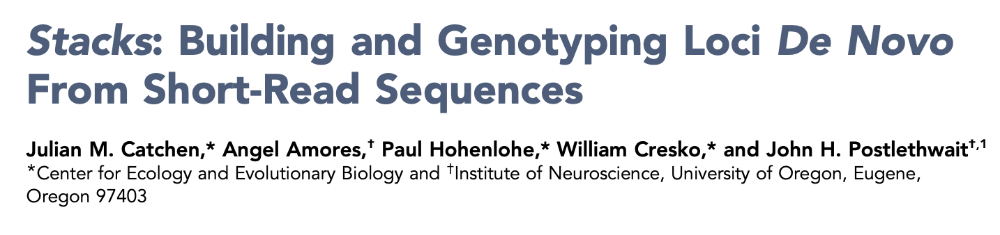 Stacks: Building and Genotyping Loci De Novo
From Short-Read Sequences
Julian M. Catchen,* Angel Amores,† Paul Hohenlohe,* William Cresko,* and John H. Postlethwait†,1
*Center for Ecology and Evolutionary Biology and †Institute of Neuroscience, University of Oregon, Eugene,
Oregon 97403